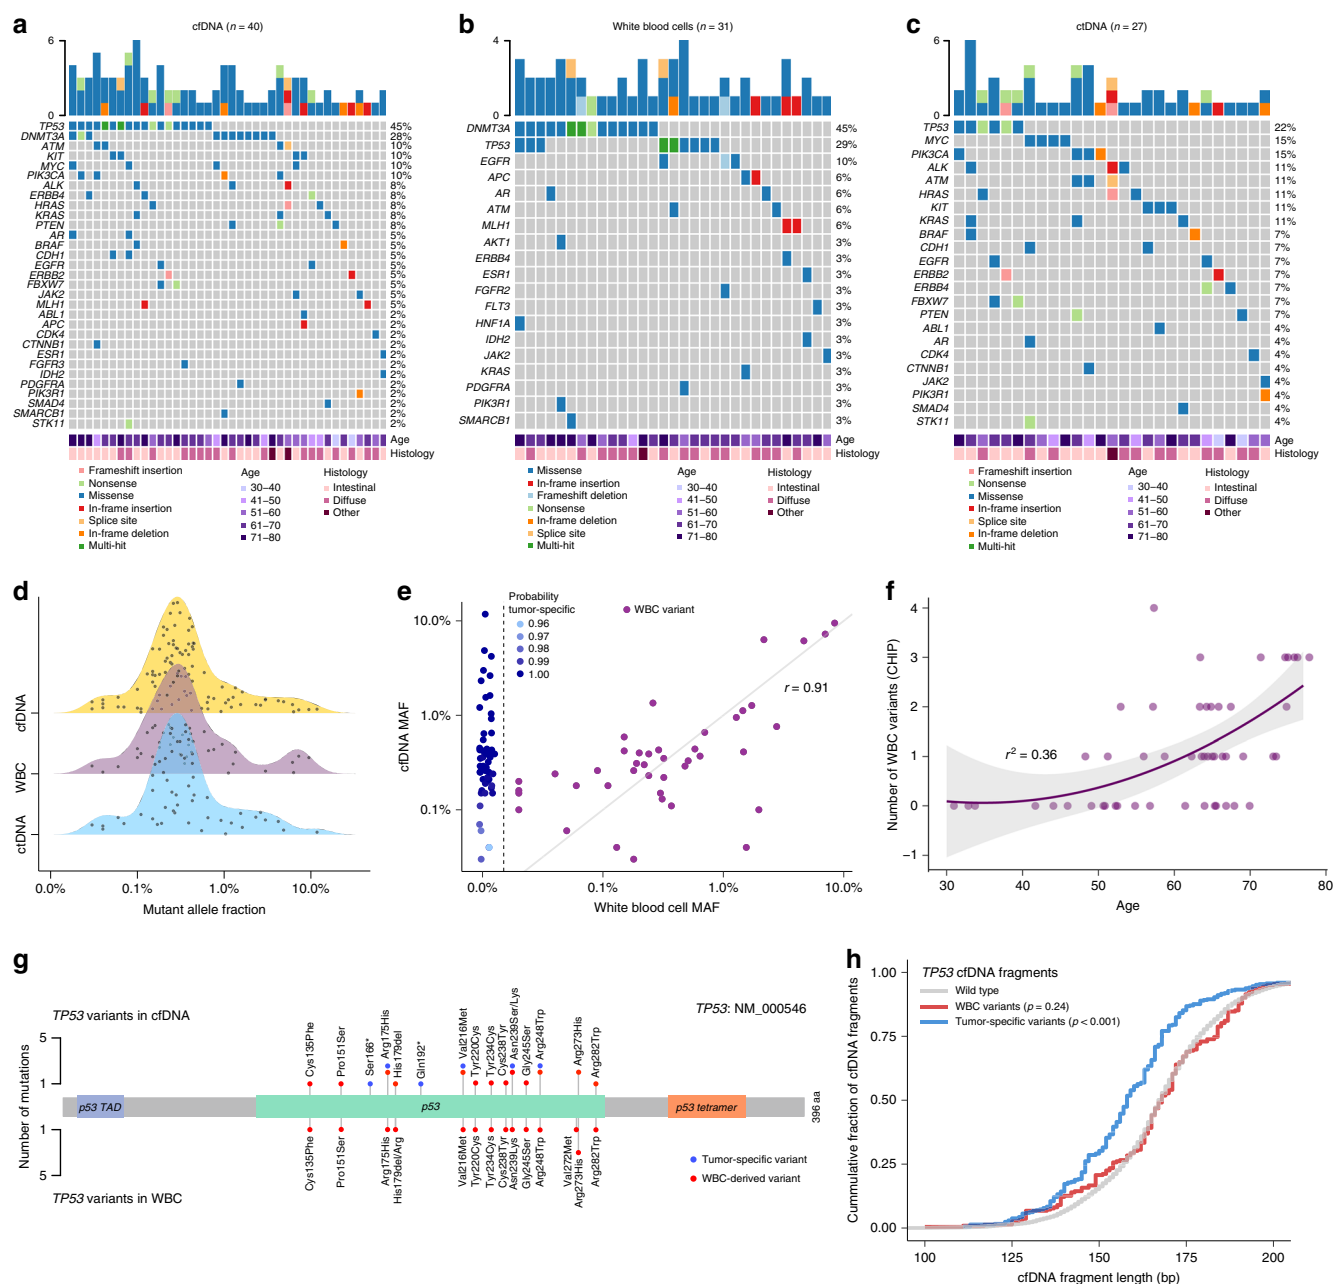 a
cfDNA (n = 40)
6
0
TP53 45%
DNMT3A 28%
ATM 10%
KIT 10%
MYC 10%
PIK3CA 10%
ALK 8%
ERBB4 8%
HRAS 8%
KRAS 8%
PTEN 8%
AR 5%
BRAF 5%
CDH1 5%
EGFR 5%
ERBB2 5%
FBXW7 5%
JAK2 5%
MLH1 5%
ABL1 2%
APC 2%
CDK4 2%
CTNNB1 2%
ESR1 2%
FGFR3 2%
IDH2 2%
PDGFRA 2%
PIK3R1 2%
SMAD4 2%
SMARCB1 2%
STK11 2%
Age
Histology
Frameshift insertion
Nonsense
Missense
In-frame insertion
Splice site
In-frame deletion
Multi-hit
Age
30–40
41–50
51–60
61–70
71–80
Histology
Intestinal
Diffuse
Other
b
White blood cells (n = 31)
4
0
DNMT3A 45%
TP53 29%
EGFR 10%
APC 6%
AR 6%
ATM 6%
MLH1 6%
AKT1 3%
ERBB4 3%
ESR1 3%
FGFR2 3%
FLT3 3%
HNF1A 3%
IDH2 3%
JAK2 3%
KRAS 3%
PDGFRA 3%
PIK3R1 3%
SMARCB1 3%
Age
Histology
Missense
In-frame insertion
Frameshift deletion
Nonsense
In-frame deletion
Splice site
Multi-hit
Age
30–40
41–50
51–60
61–70
71–80
Histology
Intestinal
Diffuse
Other
c
ctDNA (n = 27)
6
0
TP53 22%
MYC 15%
PIK3CA 15%
ALK 11%
ATM 11%
HRAS 11%
KIT 11%
KRAS 11%
BRAF 7%
CDH1 7%
EGFR 7%
ERBB2 7%
ERBB4 7%
FBXW7 7%
PTEN 7%
ABL1 4%
AR 4%
CDK4 4%
CTNNB1 4%
JAK2 4%
PIK3R1 4%
SMAD4 4%
STK11 4%
Age
Histology
Frameshift insertion
Nonsense
Missense
In-frame insertion
Splice site
In-frame deletion
Multi-hit
Age
30–40
41–50
51–60
61–70
71–80
Histology
Intestinal
Diffuse
Other
d
cfDNA
WBC
ctDNA
0.0% 0.1% 1.0% 10.0%
Mutant allele fraction
e
Probability
tumor-specific
0.96
0.97
0.98
0.99
1.00
WBC variant
r = 0.91
cfDNA MAF
10.0%
1.0%
0.1%
0.0% 0.1% 1.0% 10.0%
White blood cell MAF
f
Number of WBC variants (CHIP)
4
3
2
1
0
−1
r² = 0.36
30 40 50 60 70 80
Age
g
TP53 variants in cfDNA
TP53: NM_000546
Number of mutations
5
1
1
5
Cys135Phe
Pro151Ser
Ser166*
Arg175His
His179del
Gln192*
Val216Met
Tyr220Cys
Tyr234Cys
Cys238Tyr
Asn239Ser/Lys
Gly245Ser
Arg248Trp
Arg273His
Arg282Trp
p53 TAD
p53
p53 tetramer
396 aa
Cys135Phe
Pro151Ser
Arg175His
His179del/Arg
Val216Met
Tyr220Cys
Tyr234Cys
Cys238Tyr
Asn239Lys
Gly245Ser
Arg248Trp
Val272Met
Arg273His
Arg282Trp
TP53 variants in WBC
Tumor-specific variant
WBC-derived variant
h
TP53 cfDNA fragments
Wild type
WBC variants (p = 0.24)
Tumor-specific variants (p < 0.001)
Cummulative fraction of cfDNA fragments
1.00
0.75
0.50
0.25
0.00
100 125 150 175 200
cfDNA fragment length (bp)